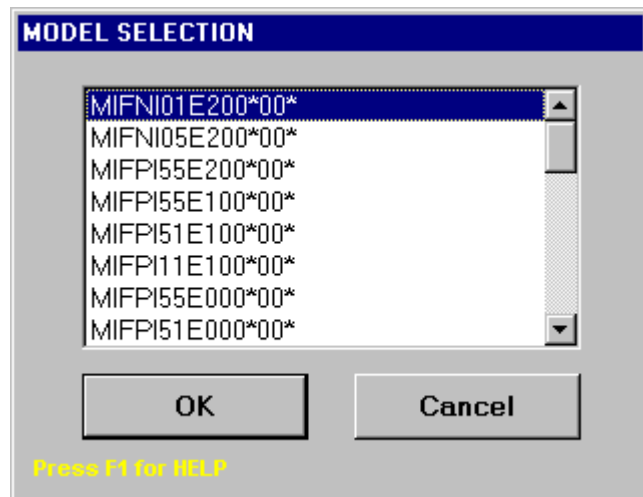 MODEL SELECTION
MIFNI01E200*00*
MIFNI05E200*00*
MIFPI55E200*00*
MIFPI55E100*00*
MIFPI51E100*00*
MIFPI11E100*00*
MIFPI55E000*00*
MIFPI51E000*00*
OK Cancel
Press F1 for HELP